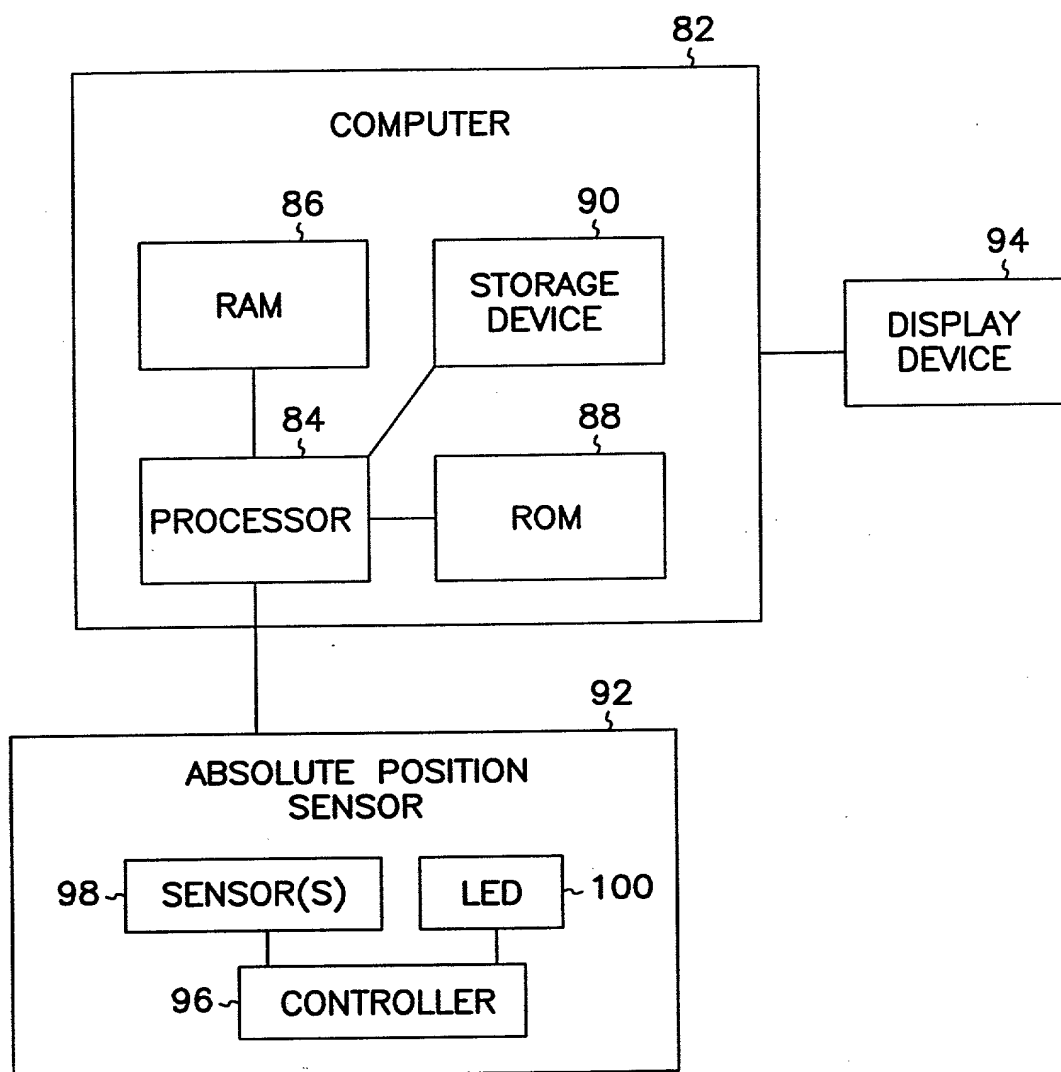 82
COMPUTER
86
90
94
RAM
STORAGE
DEVICE
DISPLAY
DEVICE
84
88
PROCESSOR
ROM
92
ABSOLUTE POSITION
SENSOR
98
SENSOR(S)
LED
100
96
CONTROLLER